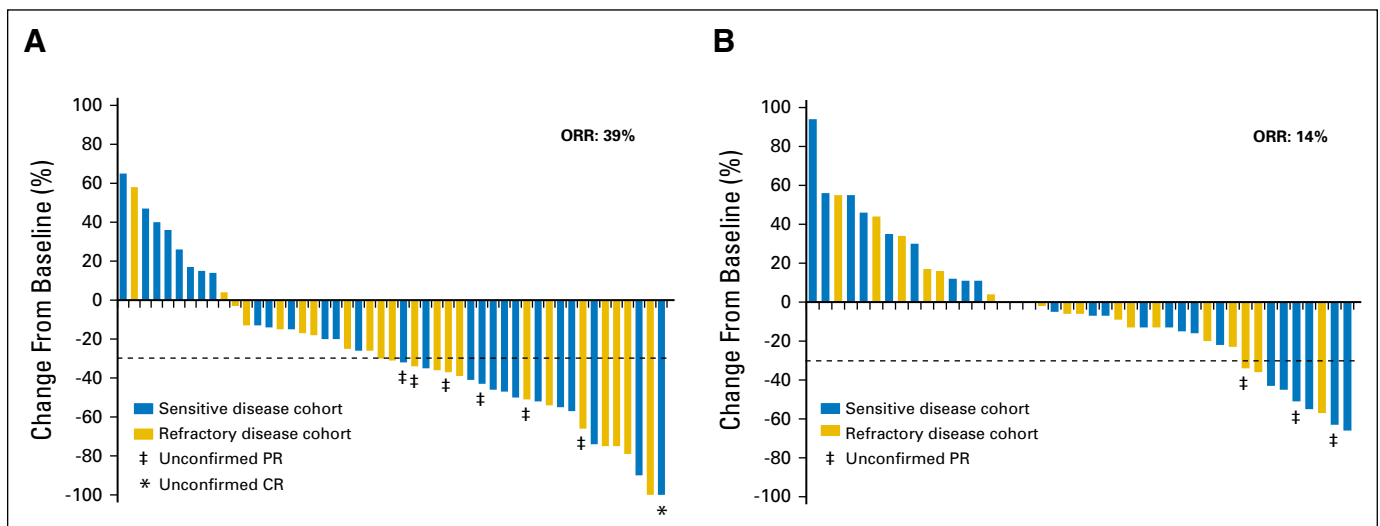 A
Change From Baseline (%)
100
80
60
40
20
0
-20
-40
-60
-80
-100
ORR: 39%
‡ ‡ ‡ ‡ ‡ ‡
*
Sensitive disease cohort
Refractory disease cohort
‡ Unconfirmed PR
* Unconfirmed CR
B
Change From Baseline (%)
100
80
60
40
20
0
-20
-40
-60
-80
-100
ORR: 14%
‡ ‡ ‡
Sensitive disease cohort
Refractory disease cohort
‡ Unconfirmed PR